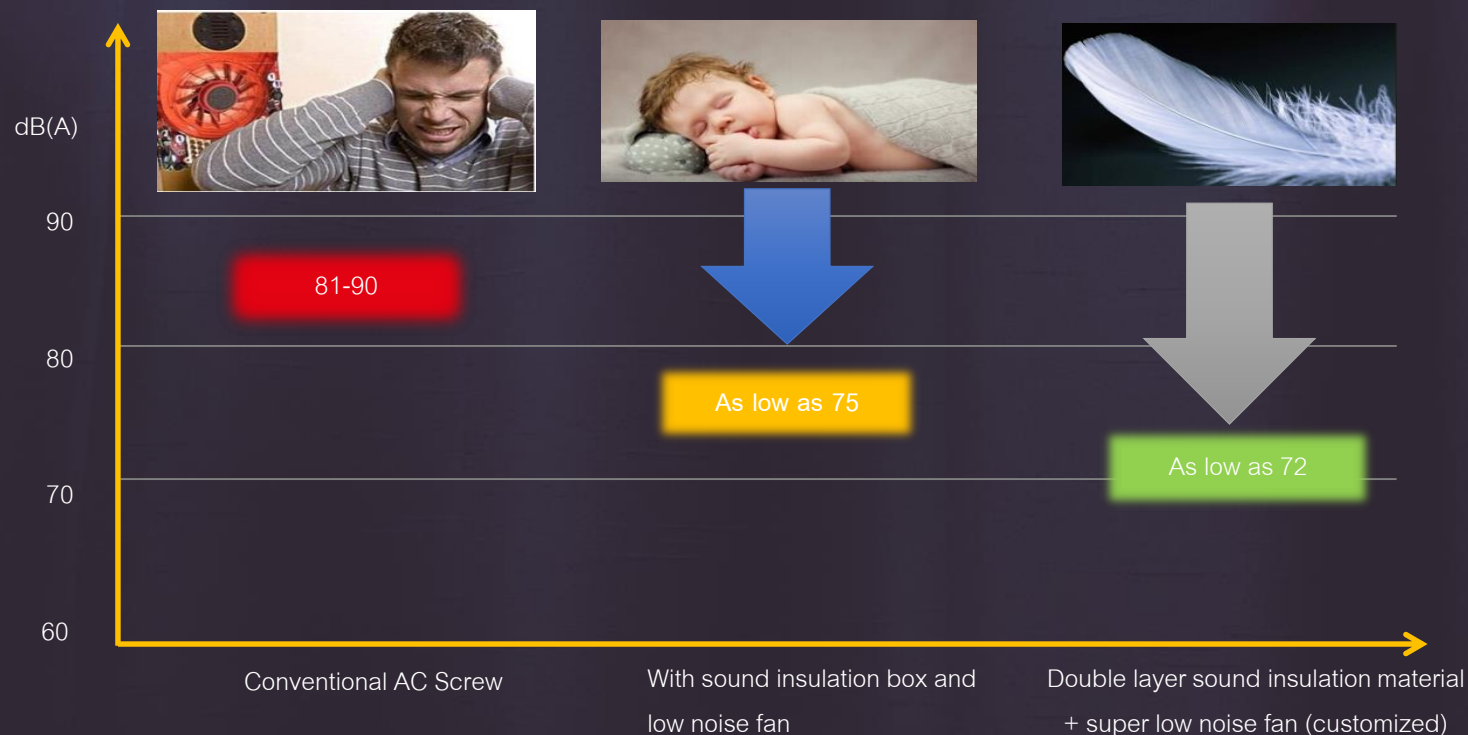 dB(A)
90
81-90
80
As low as 75
As low as 72
70
60
Conventional AC Screw
With sound insulation box and
low noise fan
Double layer sound insulation material
+ super low noise fan (customized)